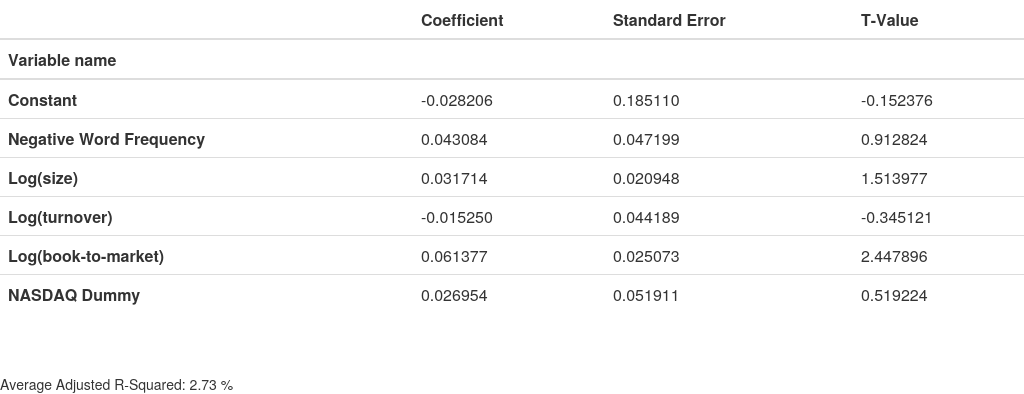 Coefficient Standard Error T-Value
Variable name
Constant -0.028206 0.185110 -0.152376
Negative Word Frequency 0.043084 0.047199 0.912824
Log(size) 0.031714 0.020948 1.513977
Log(turnover) -0.015250 0.044189 -0.345121
Log(book-to-market) 0.061377 0.025073 2.447896
NASDAQ Dummy 0.026954 0.051911 0.519224
Average Adjusted R-Squared: 2.73 %